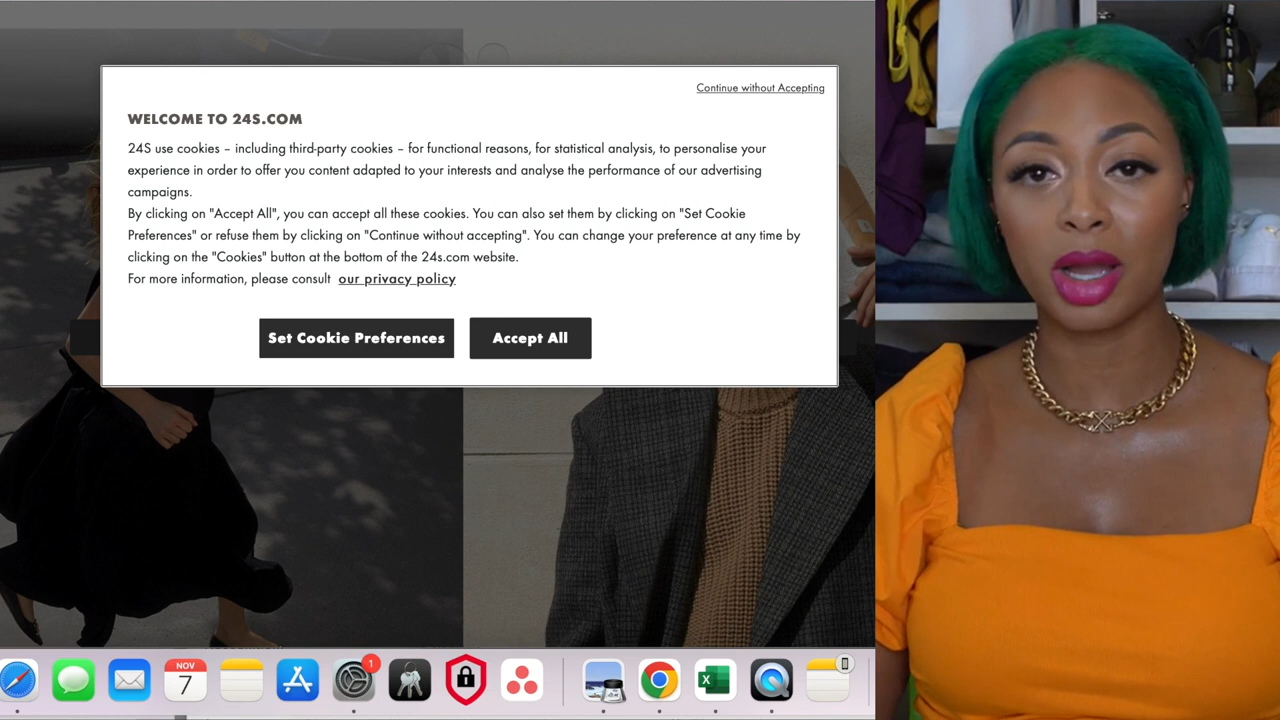 Continue without Accepting
WELCOME TO 24S.COM
24S use cookies – including third-party cookies – for functional reasons, for statistical analysis, to personalise your
experience in order to offer you content adapted to your interests and analyse the performance of our advertising
campaigns.
By clicking on "Accept All", you can accept all these cookies. You can also set them by clicking on "Set Cookie
Preferences" or refuse them by clicking on "Continue without accepting". You can change your preference at any time by
clicking on the "Cookies" button at the bottom of the 24s.com website.
For more information, please consult our privacy policy
Set Cookie Preferences Accept All
NOV
7
1